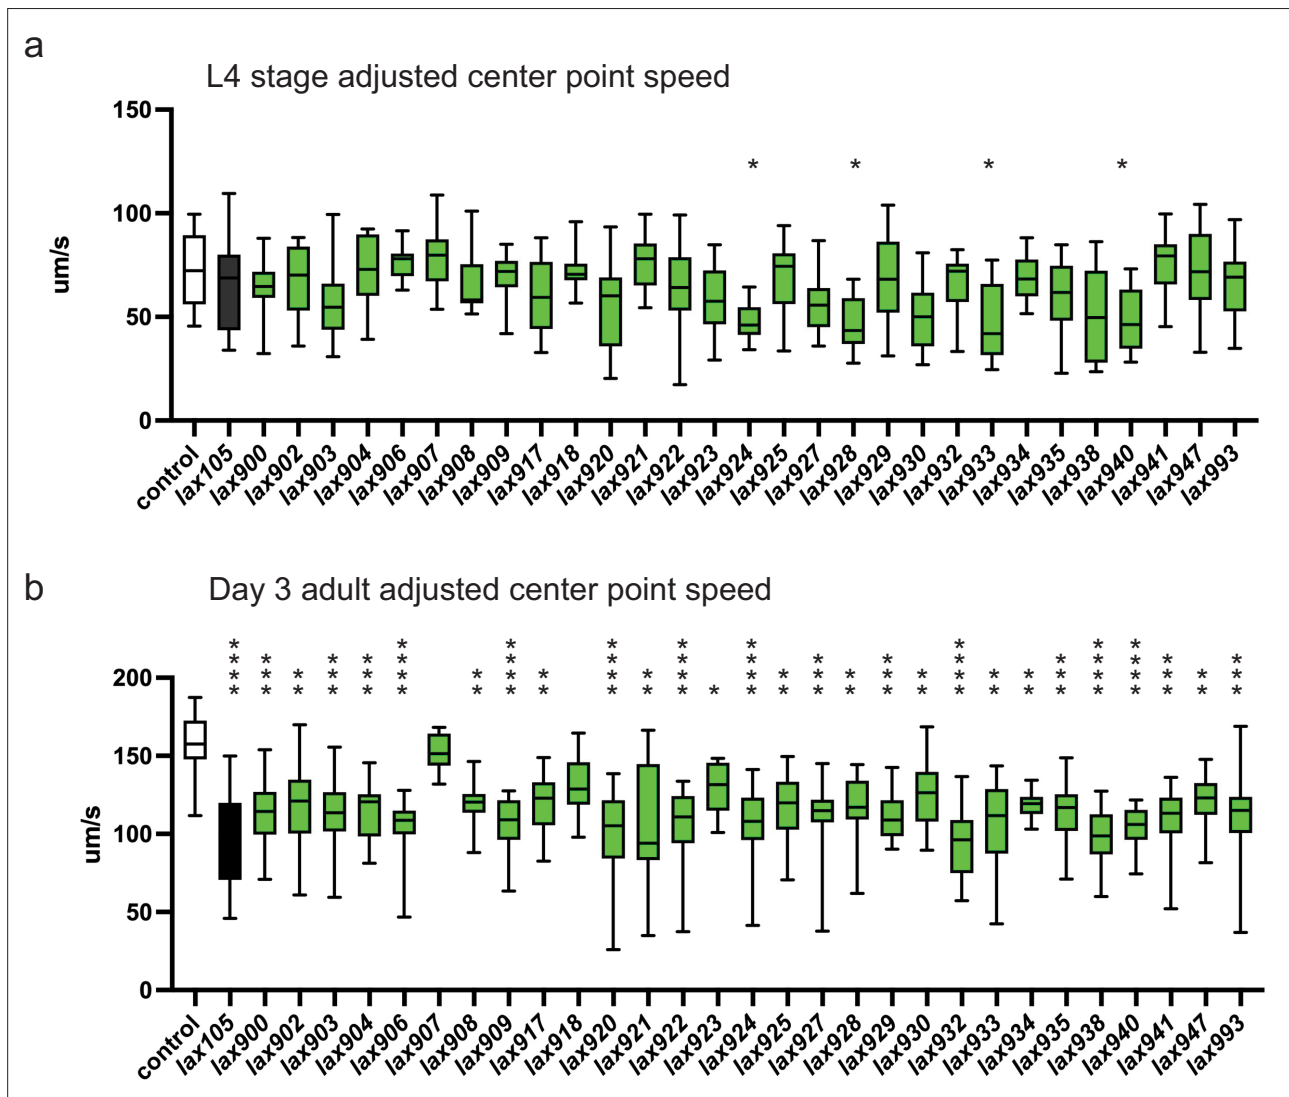 a
L4 stage adjusted center point speed
150
100
50
0
um/s
* * * *
control lax105 lax900 lax902 lax903 lax904 lax906 lax907 lax908 lax909 lax917 lax918 lax920 lax921 lax922 lax923 lax924 lax925 lax927 lax928 lax929 lax930 lax932 lax933 lax934 lax935 lax938 lax940 lax941 lax947 lax993
b
Day 3 adult adjusted center point speed
200
150
100
50
0
um/s
**** *** ** *** *** **** ** **** ** **** ** **** * **** ** *** ** *** ** **** ** ** *** **** **** *** ** ***
control lax105 lax900 lax902 lax903 lax904 lax906 lax907 lax908 lax909 lax917 lax918 lax920 lax921 lax922 lax923 lax924 lax925 lax927 lax928 lax929 lax930 lax932 lax933 lax934 lax935 lax938 lax940 lax941 lax947 lax993